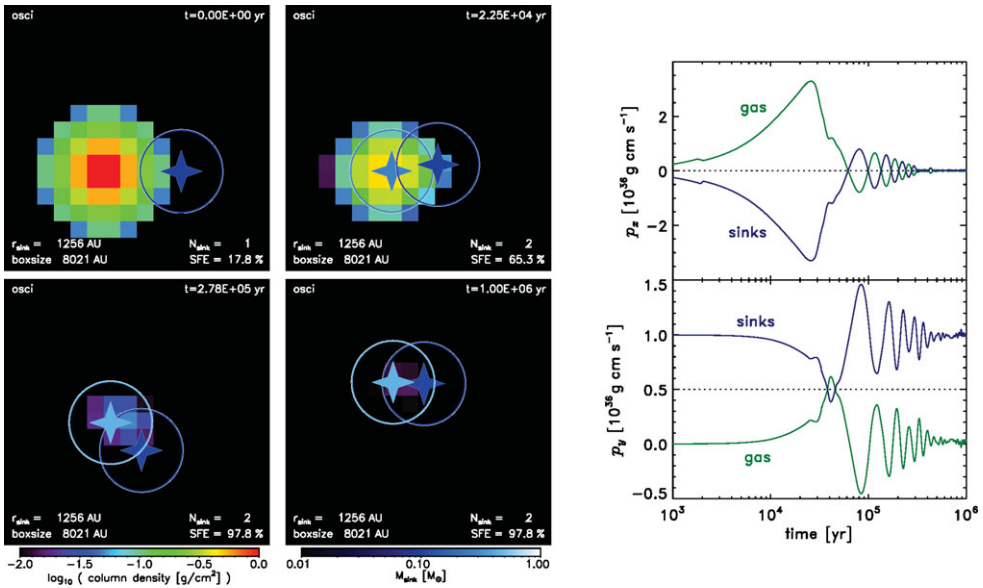 osci t=0.00E+00 yr
r_sink = 1256 AU N_sink = 1
boxsize 8021 AU SFE = 17.8 %
osci t=2.25E+04 yr
r_sink = 1256 AU N_sink = 2
boxsize 8021 AU SFE = 65.3 %
osci t=2.78E+05 yr
r_sink = 1256 AU N_sink = 2
boxsize 8021 AU SFE = 97.8 %
osci t=1.00E+06 yr
r_sink = 1256 AU N_sink = 2
boxsize 8021 AU SFE = 97.8 %
-2.0 -1.5 -1.0 -0.5 0.0
log₁₀ ( column density [g/cm²] )
0.01 0.10 1.00
M_sink [M⊙]
p_x [10³⁶ g cm s⁻¹]
2
0
-2
gas
sinks
p_y [10³⁶ g cm s⁻¹]
1.5
1.0
0.5
0.0
-0.5
sinks
gas
10³ 10⁴ 10⁵ 10⁶
time [yr]